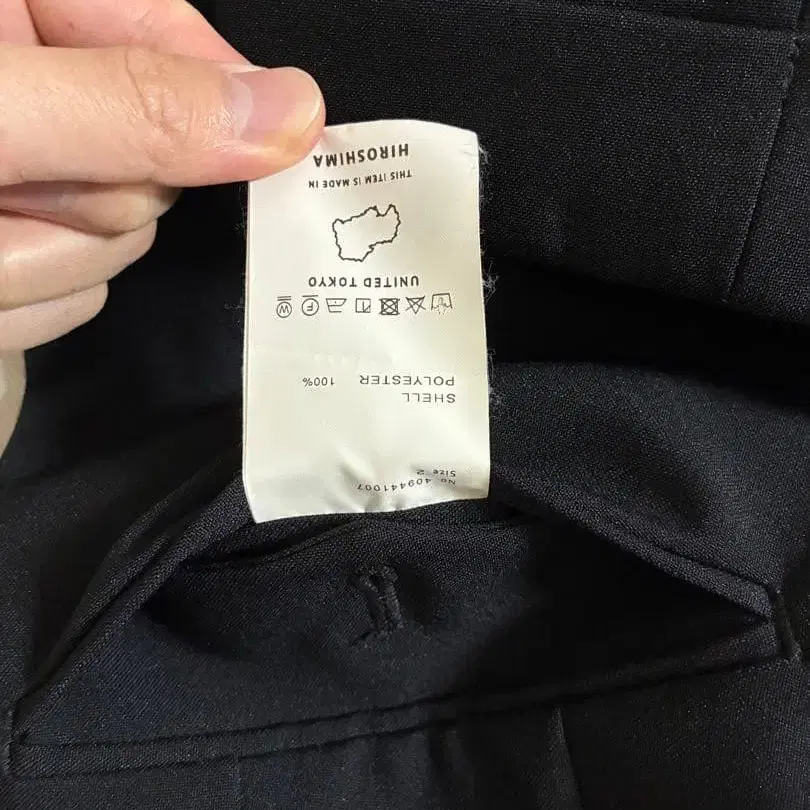 No. 409441007
Size 2
SHELL
POLYESTER 100%
UNITED TOKYO
THIS ITEM IS MADE IN
HIROSHIMA